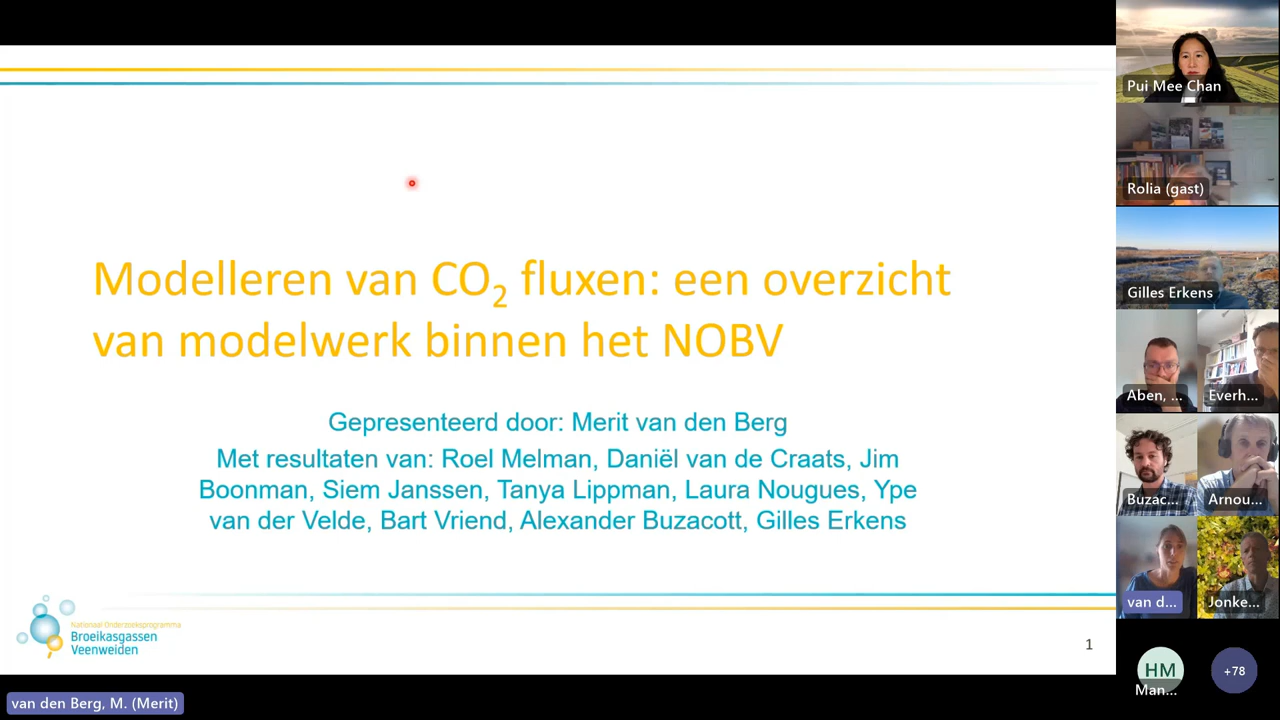 Modelleren van CO2 fluxen: een overzicht
van modelwerk binnen het NOBV
Gepresenteerd door: Merit van den Berg
Met resultaten van: Roel Melman, Daniël van de Craats, Jim
Boonman, Siem Janssen, Tanya Lippman, Laura Nougues, Ype
van der Velde, Bart Vriend, Alexander Buzacott, Gilles Erkens
Nationaal Onderzoeksprogramma
Broeikasgassen
Veenweiden
1
van den Berg, M. (Merit)
Pui Mee Chan
Rolia (gast)
Gilles Erkens
Aben, ...
Everh...
Buzac...
Arnou...
van d...
Jonke...
HM
Man...
+78